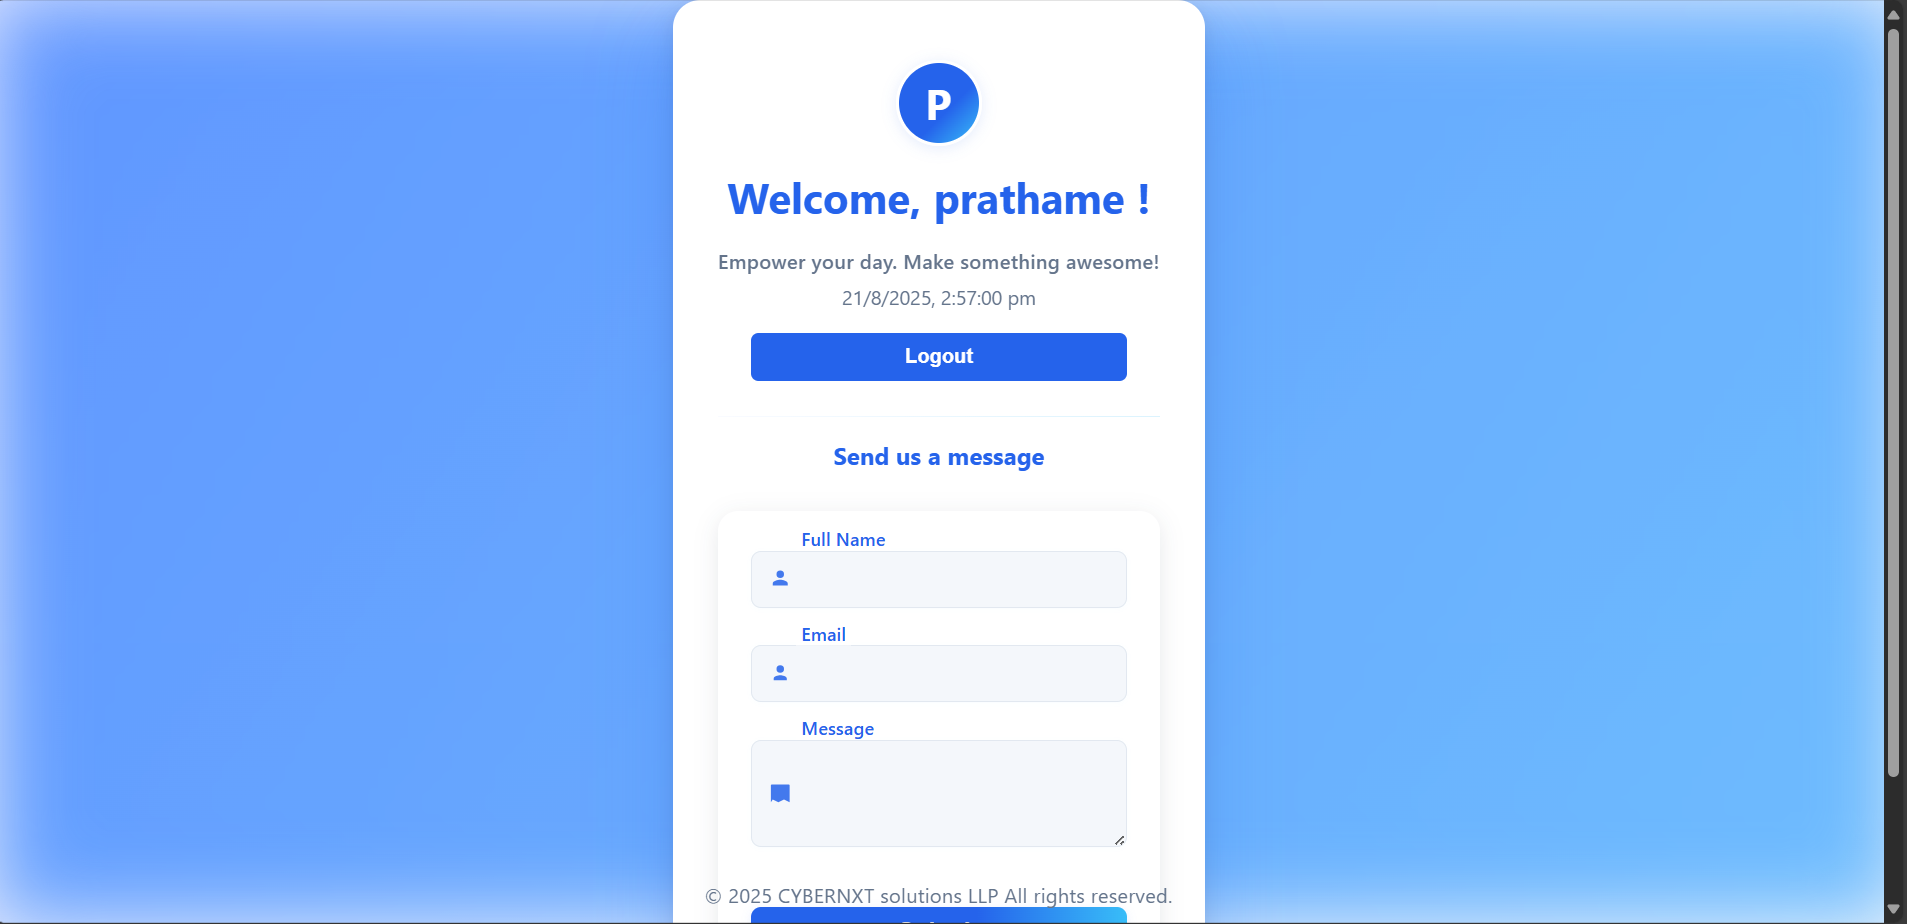 P
Welcome, prathame !
Empower your day. Make something awesome!
21/8/2025, 2:57:00 pm
Logout
Send us a message
Full Name
Email
Message
© 2025 CYBERNXT solutions LLP All rights reserved.